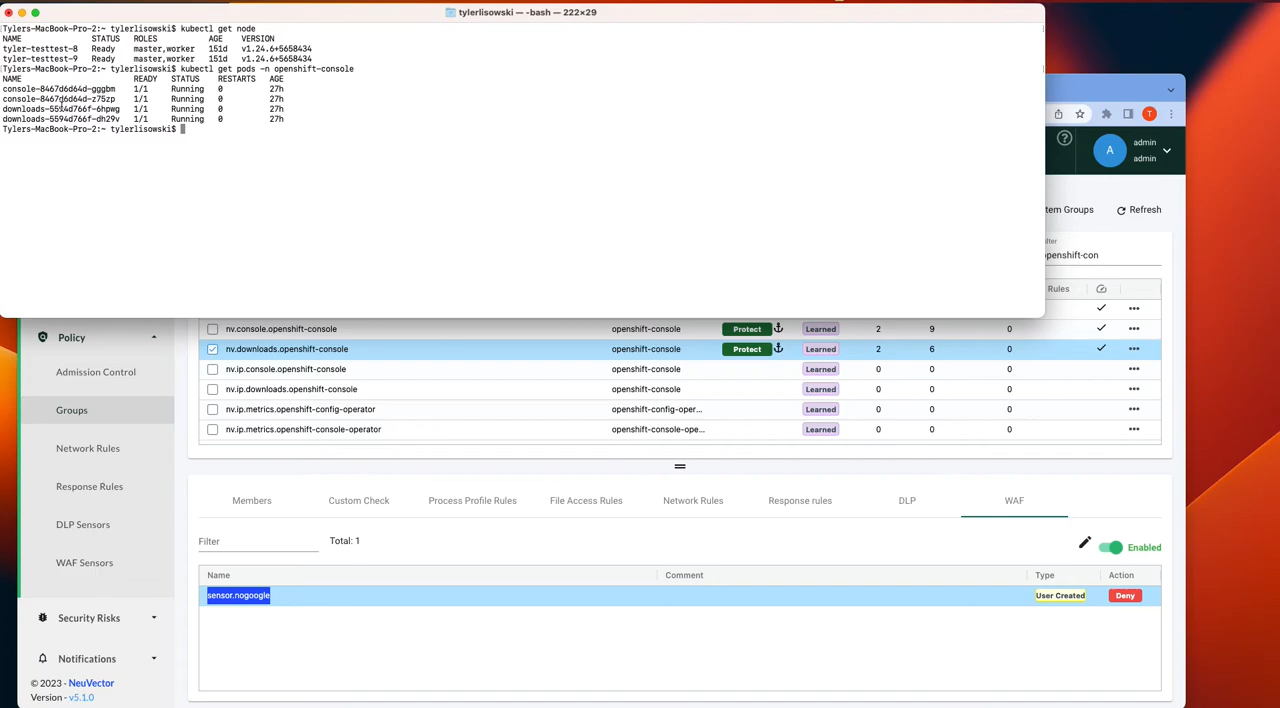 tylerlisowski — -bash — 222×29
Tylers-MacBook-Pro-2:~ tylerlisowski$ kubectl get node
NAME STATUS ROLES AGE VERSION
tyler-testtest-8 Ready master,worker 151d v1.24.6+5658434
tyler-testtest-9 Ready master,worker 151d v1.24.6+5658434
Tylers-MacBook-Pro-2:~ tylerlisowski$ kubectl get pods -n openshift-console
NAME READY STATUS RESTARTS AGE
console-8467d6d64d-gggbm 1/1 Running 0 27h
console-8467d6d64d-z75zp 1/1 Running 0 27h
downloads-5594d766f-6hpwg 1/1 Running 0 27h
downloads-5594d766f-dh29v 1/1 Running 0 27h
Tylers-MacBook-Pro-2:~ tylerlisowski$
T
A
admin
admin
tem Groups Refresh
ilter
openshift-con
Rules
Policy
Admission Control
Groups
Network Rules
Response Rules
DLP Sensors
WAF Sensors
Security Risks
Notifications
© 2023 - NeuVector
Version - v5.1.0
nv.console.openshift-console openshift-console Protect Learned 2 9 0
nv.downloads.openshift-console openshift-console Protect Learned 2 6 0
nv.ip.console.openshift-console openshift-console Learned 0 0 0
nv.ip.downloads.openshift-console openshift-console Learned 0 0 0
nv.ip.metrics.openshift-config-operator openshift-config-oper... Learned 0 0 0
nv.ip.metrics.openshift-console-operator openshift-console-ope... Learned 0 0 0
Members Custom Check Process Profile Rules File Access Rules Network Rules Response rules DLP WAF
Filter Total: 1 Enabled
Name Comment Type Action
sensor.nogoogle User Created Deny